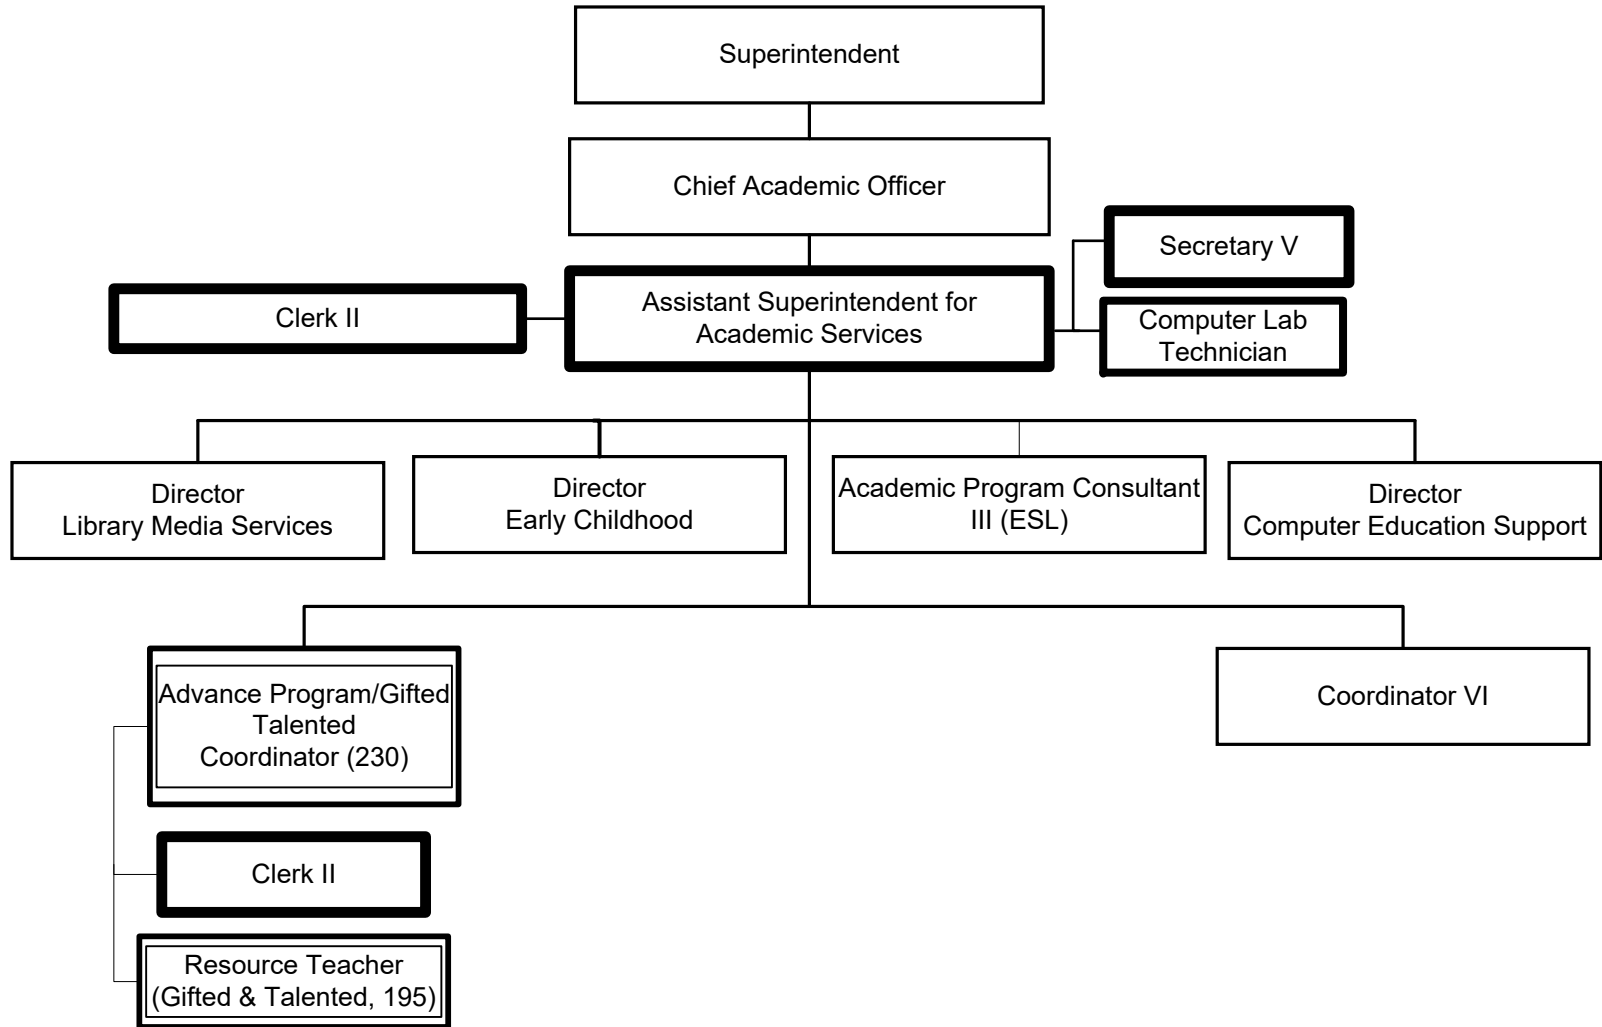 Superintendent
Chief Academic Officer
Secretary V
Clerk II
Assistant Superintendent for
Academic Services
Computer Lab
Technician
Director
Library Media Services
Director
Early Childhood
Academic Program Consultant
III (ESL)
Director
Computer Education Support
Advance Program/Gifted
Talented
Coordinator (230)
Coordinator VI
Clerk II
Resource Teacher
(Gifted & Talented, 195)